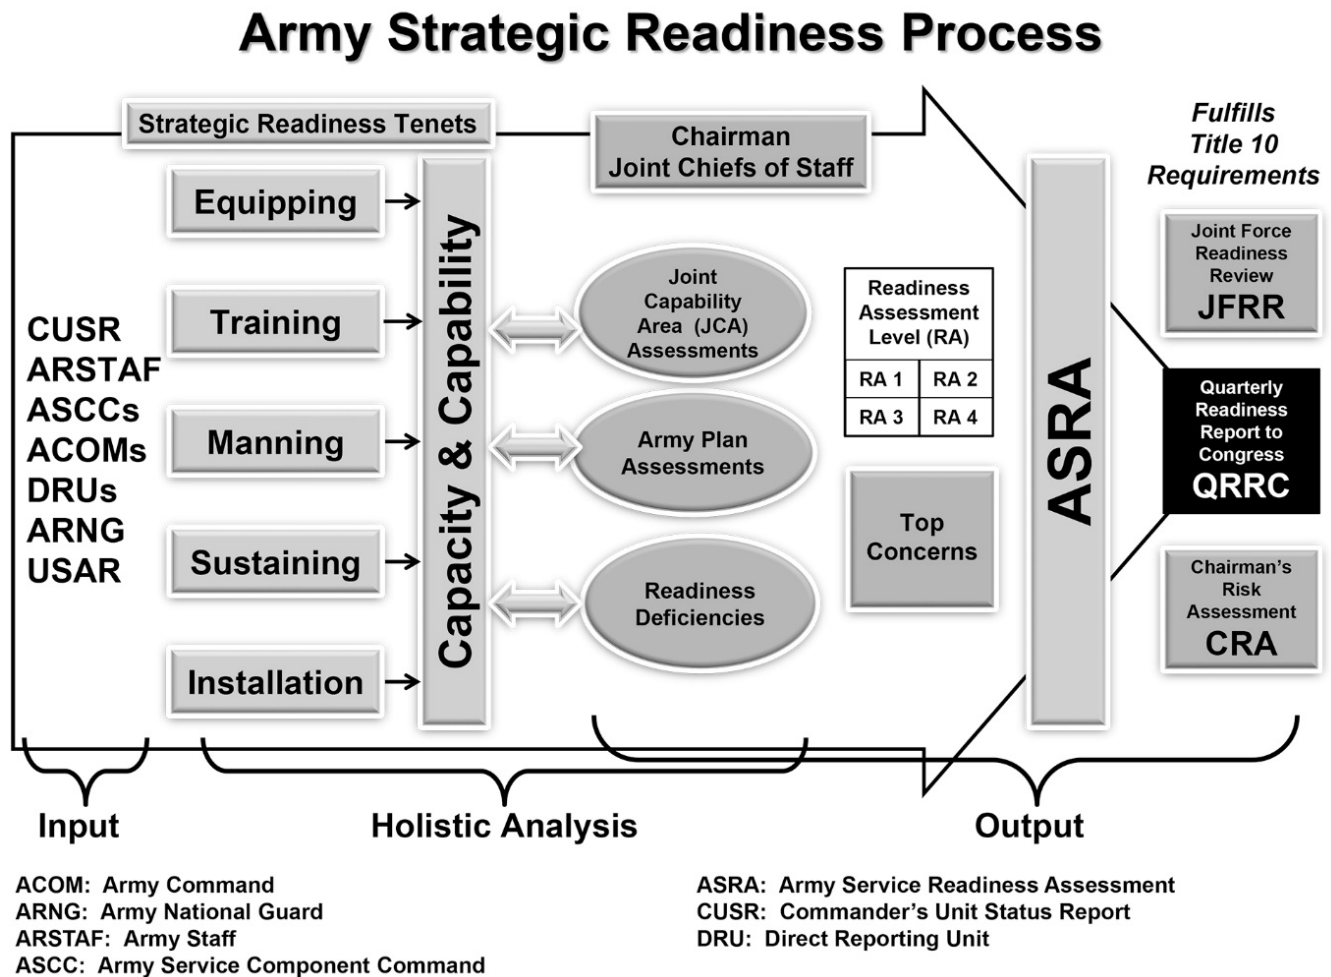 Army Strategic Readiness Process
Strategic Readiness Tenets
Equipping
Training
Manning
Sustaining
Installation
CUSR
ARSTAF
ASCCs
ACOMs
DRUs
ARNG
USAR
Capacity & Capability
Chairman
Joint Chiefs of Staff
Joint
Capability
Area (JCA)
Assessments
Army Plan
Assessments
Readiness
Deficiencies
Readiness
Assessment
Level (RA)
RA 1 RA 2
RA 3 RA 4
Top
Concerns
ASRA
Fulfills
Title 10
Requirements
Joint Force
Readiness
Review
JFRR
Quarterly
Readiness
Report to
Congress
QRRC
Chairman's
Risk
Assessment
CRA
Input
Holistic Analysis
Output
ACOM: Army Command
ARNG: Army National Guard
ARSTAF: Army Staff
ASCC: Army Service Component Command
ASRA: Army Service Readiness Assessment
CUSR: Commander's Unit Status Report
DRU: Direct Reporting Unit